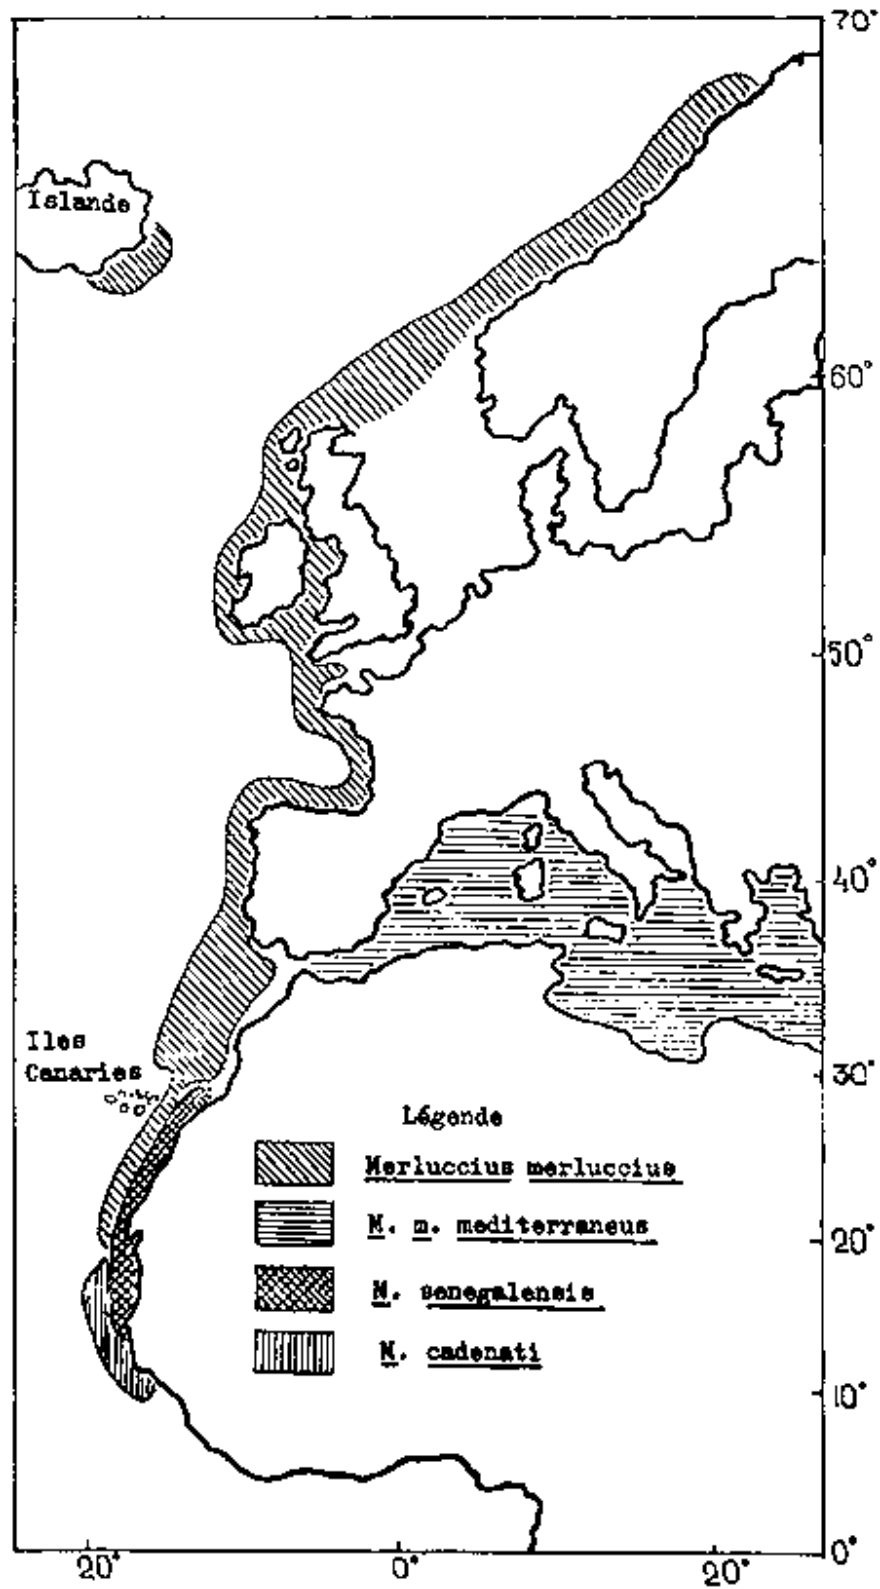 70°
Islande
60°
50°
40°
Iles
Canaries
30°
Légende
Merluccius merluccius
M. m. mediterraneus
20°
M. senegalensis
M. cadenati
10°
0°
20° 0° 20°